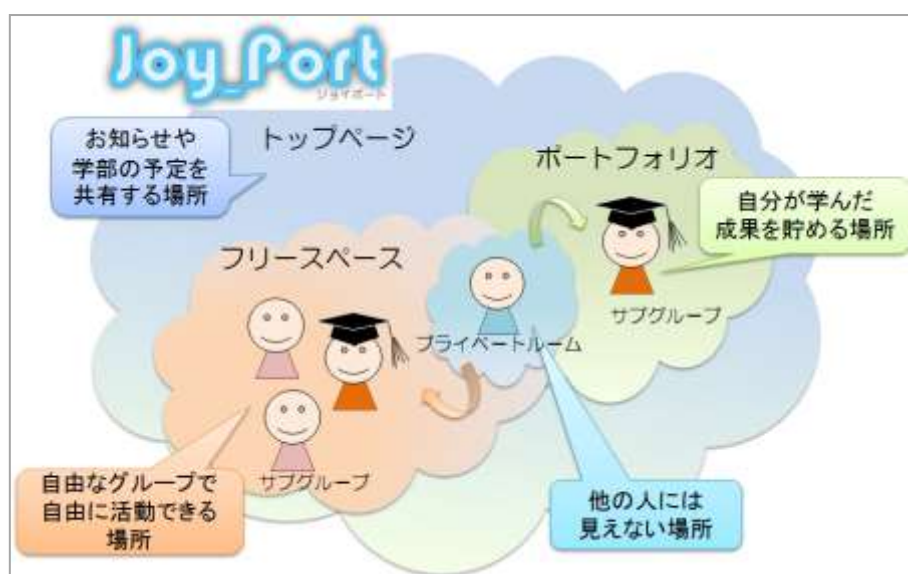 Joy_Port
ジョイポート
トップページ
お知らせや
学部の予定を
共有する場所
ポートフォリオ
自分が学んだ
成果を貯める場所
サブグループ
フリースペース
プライベートルーム
サブグループ
自由なグループで
自由に活動できる
場所
他の人には
見えない場所